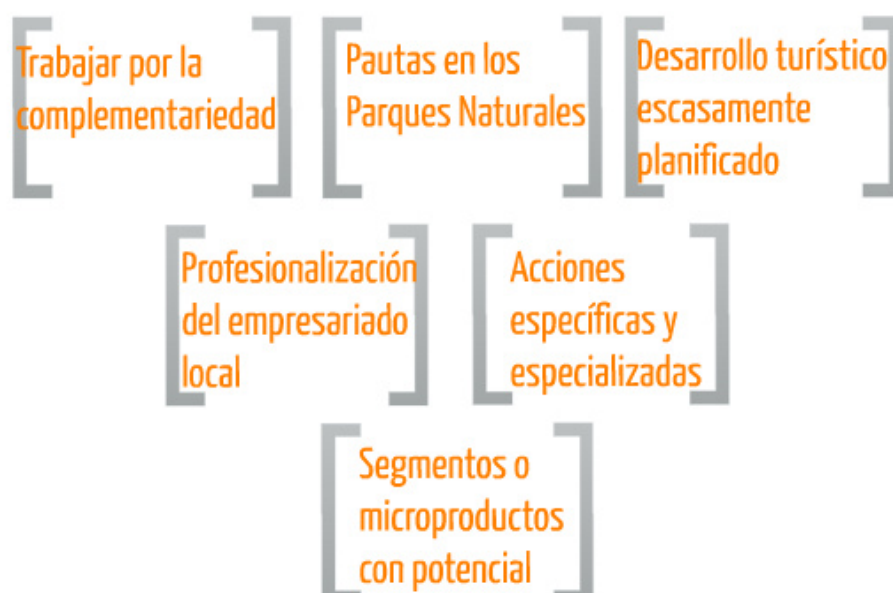 Trabajar por la
complementariedad
Pautas en los
Parques Naturales
Desarrollo turístico
escasamente
planificado
Profesionalización
del empresariado
local
Acciones
específicas y
especializadas
Segmentos o
microproductos
con potencial